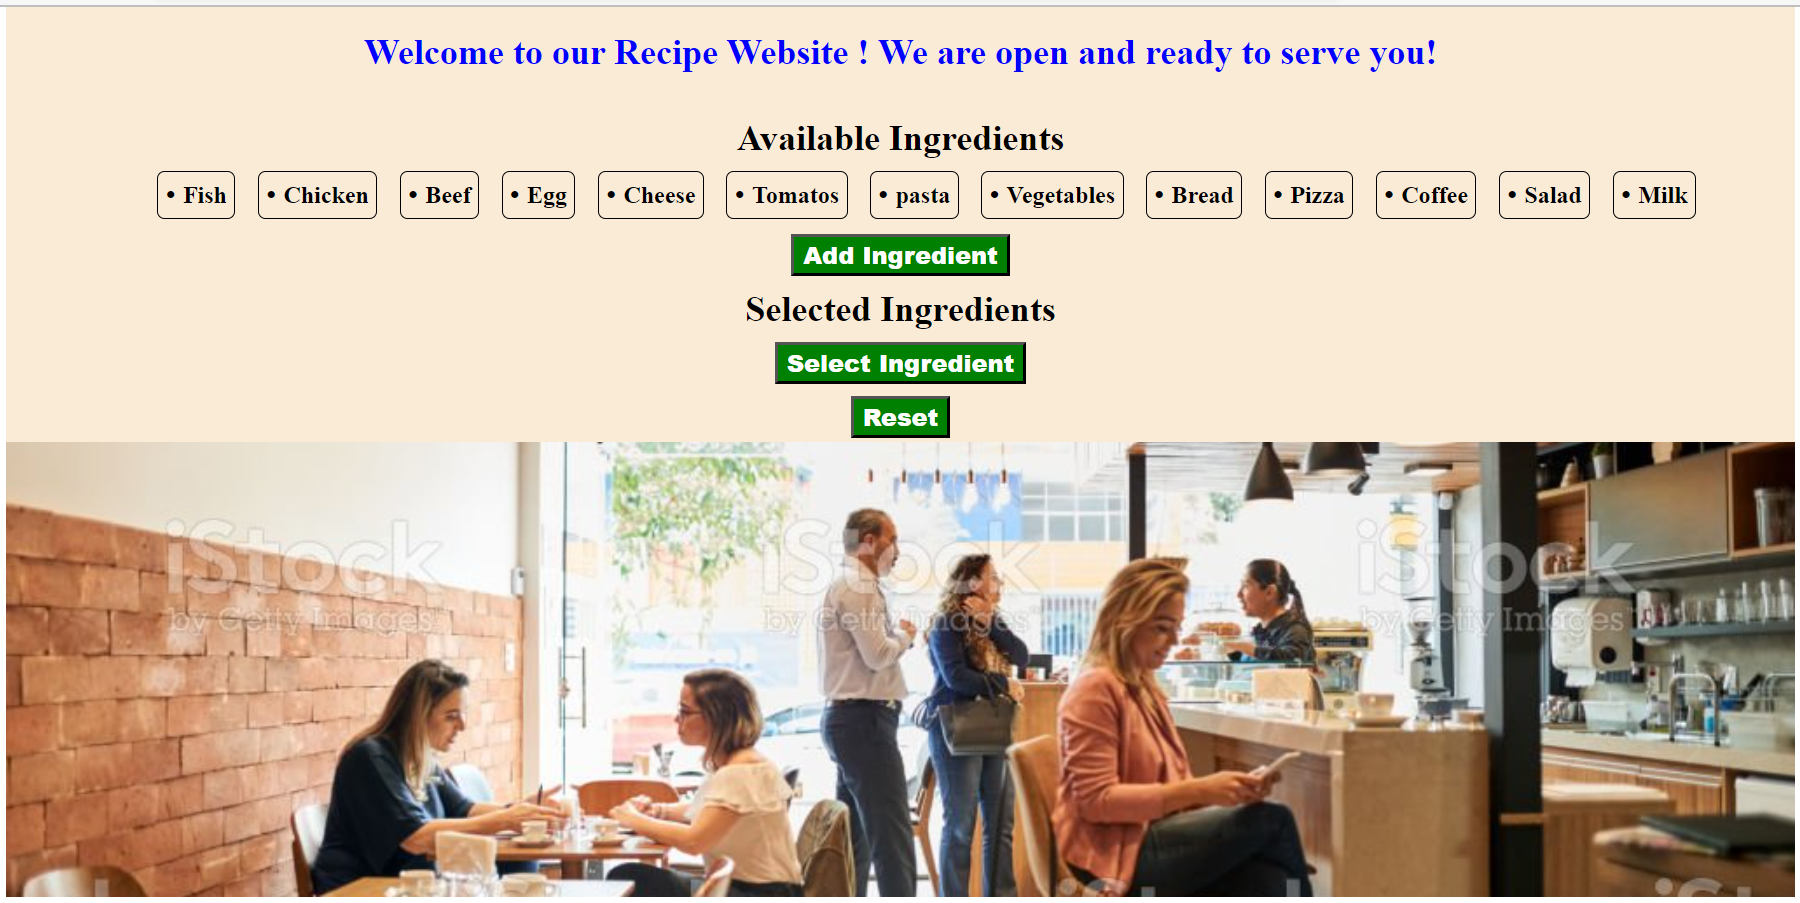 Welcome to our Recipe Website ! We are open and ready to serve you!
Available Ingredients
• Fish • Chicken • Beef • Egg • Cheese • Tomatos • pasta • Vegetables • Bread • Pizza • Coffee • Salad • Milk
Add Ingredient
Selected Ingredients
Select Ingredient
Reset
iStock iStock iStock
by Getty Images by Getty Images by Getty Images
iStock